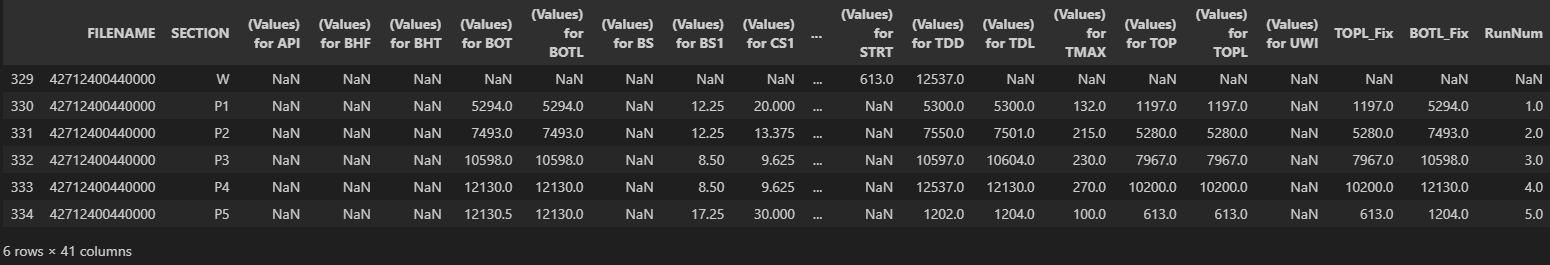 FILENAME SECTION (Values) for API (Values) for BHF (Values) for BHT (Values) for BOT (Values) for BOTL (Values) for BS (Values) for BS1 (Values) for CS1 ... (Values) for STRT (Values) for TDD (Values) for TDL (Values) for TMAX (Values) for TOP (Values) for TOPL (Values) for UWI TOPL_Fix BOTL_Fix RunNum
329 42712400440000 W NaN NaN NaN NaN NaN NaN NaN NaN ... 613.0 12537.0 NaN NaN NaN NaN NaN NaN NaN NaN
330 42712400440000 P1 NaN NaN NaN 5294.0 5294.0 NaN 12.25 20.000 ... NaN 5300.0 5300.0 132.0 1197.0 1197.0 NaN 1197.0 5294.0 1.0
331 42712400440000 P2 NaN NaN NaN 7493.0 7493.0 NaN 12.25 13.375 ... NaN 7550.0 7501.0 215.0 5280.0 5280.0 NaN 5280.0 7493.0 2.0
332 42712400440000 P3 NaN NaN NaN 10598.0 10598.0 NaN 8.50 9.625 ... NaN 10597.0 10604.0 230.0 7967.0 7967.0 NaN 7967.0 10598.0 3.0
333 42712400440000 P4 NaN NaN NaN 12130.0 12130.0 NaN 8.50 9.625 ... NaN 12537.0 12130.0 270.0 10200.0 10200.0 NaN 10200.0 12130.0 4.0
334 42712400440000 P5 NaN NaN NaN 12130.5 12130.0 NaN 17.25 30.000 ... NaN 1202.0 1204.0 100.0 613.0 613.0 NaN 613.0 1204.0 5.0
6 rows × 41 columns